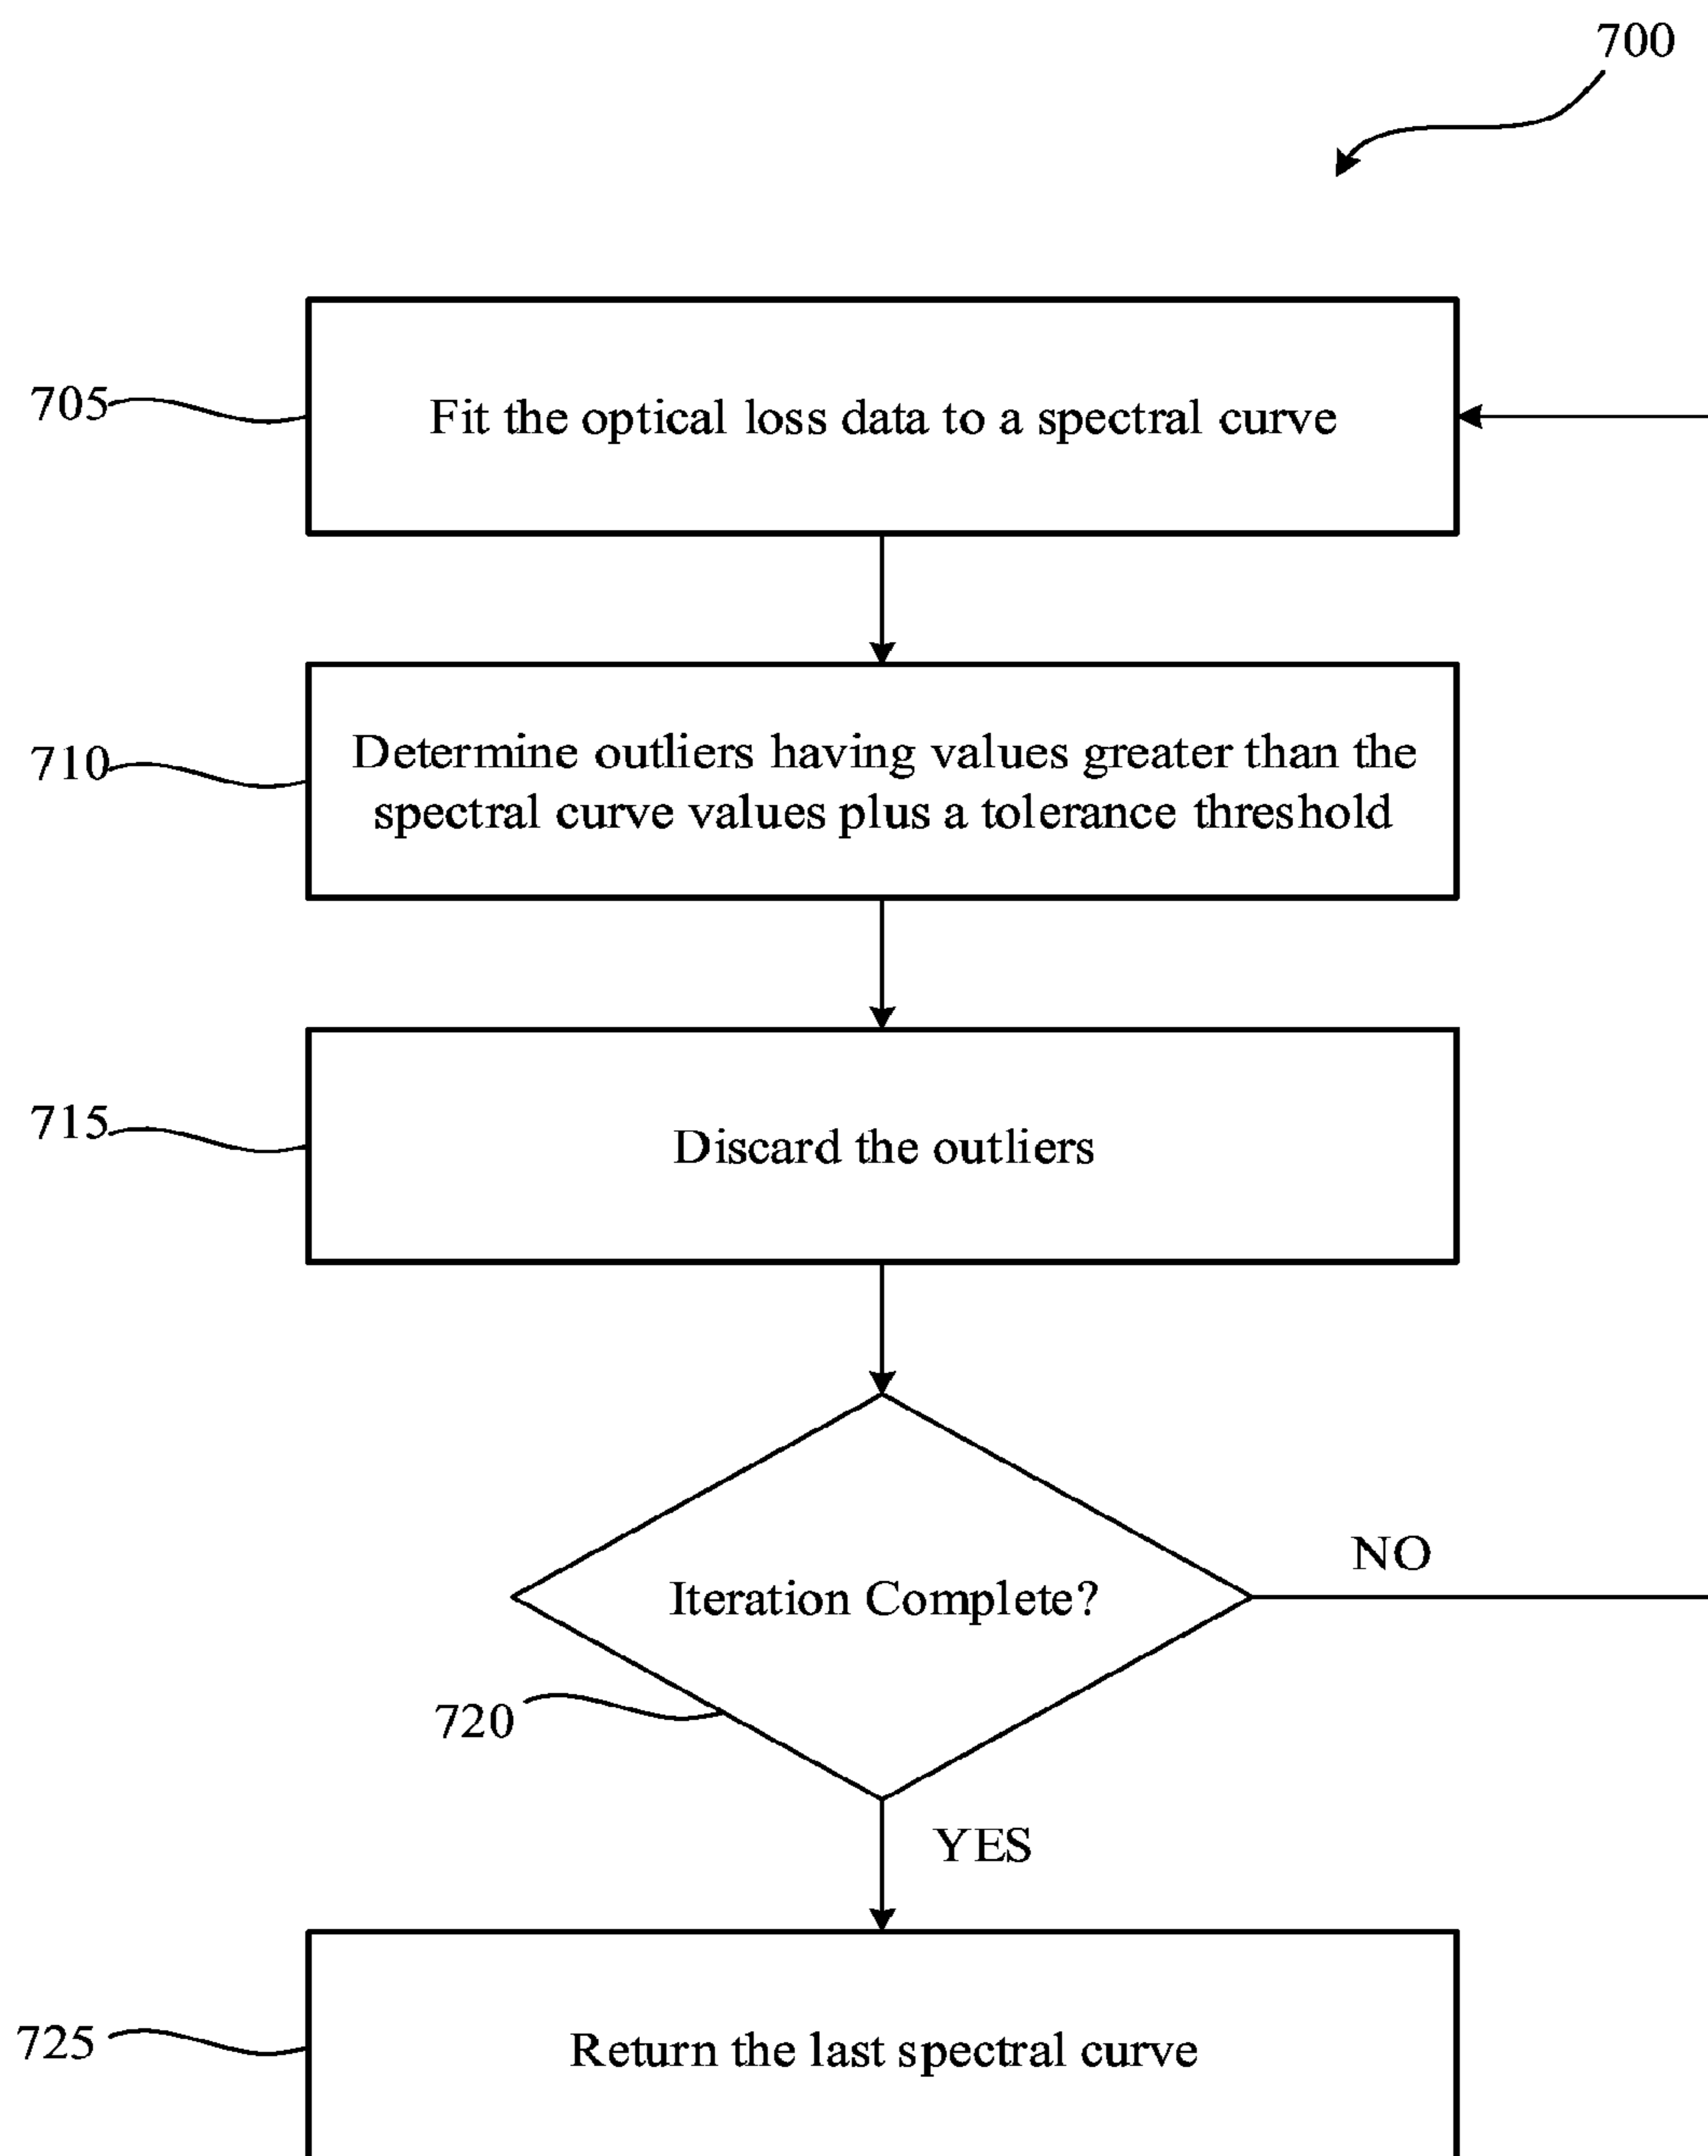 700
705
Fit the optical loss data to a spectral curve
710
Determine outliers having values greater than the
spectral curve values plus a tolerance threshold
715
Discard the outliers
Iteration Complete?
NO
720
YES
725
Return the last spectral curve